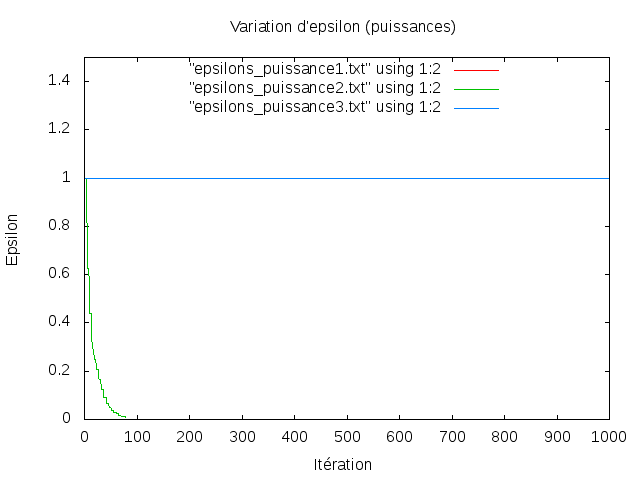 Variation d'epsilon (puissances)
"epsilons_puissance1.txt" using 1:2
"epsilons_puissance2.txt" using 1:2
"epsilons_puissance3.txt" using 1:2
1.4
1.2
1
0.8
0.6
0.4
0.2
0
Epsilon
0 100 200 300 400 500 600 700 800 900 1000
Itération